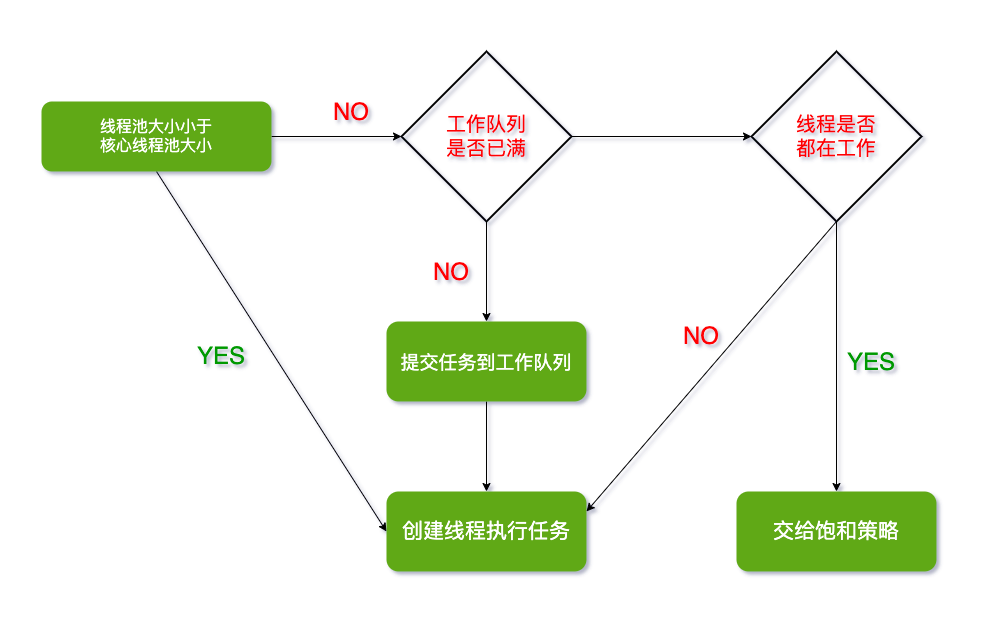 NO
线程池大小小于
核心线程池大小
工作队列
是否已满
线程是否
都在工作
NO
NO
YES
提交任务到工作队列
YES
创建线程执行任务
交给饱和策略